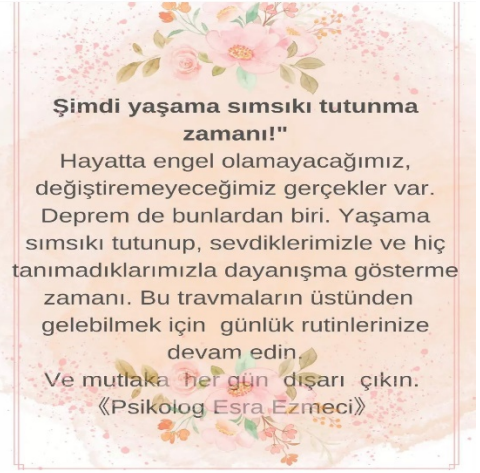 Şimdi yaşama sımsıkı tutunma
zamanı!"
Hayatta engel olamayacağımız,
değiştiremeyeceğimiz gerçekler var.
Deprem de bunlardan biri. Yaşama
sımsıkı tutunup, sevdiklerimizle ve hiç
tanımadıklarımızla dayanışma gösterme
zamanı. Bu travmaların üstünden
gelebilmek için günlük rutinlerinize
devam edin.
Ve mutlaka her gün dışarı çıkın.
《Psikolog Esra Ezmeci》